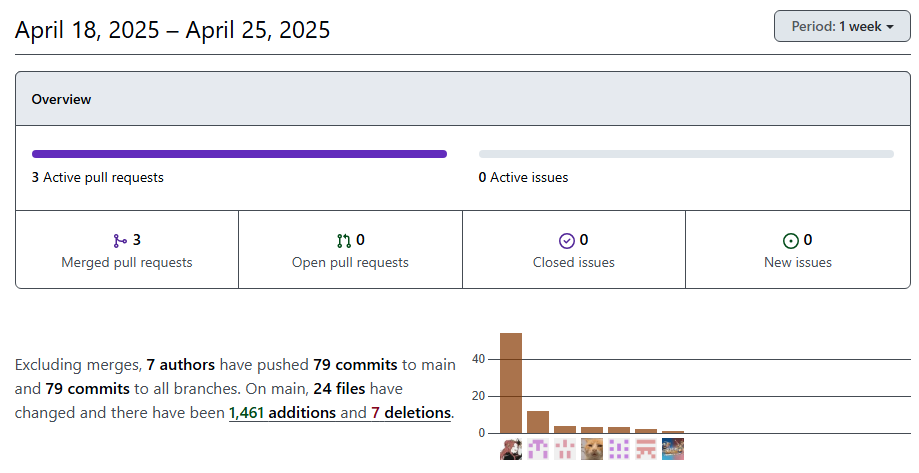 April 18, 2025 – April 25, 2025
Period: 1 week
Overview
3 Active pull requests
0 Active issues
3
Merged pull requests
0
Open pull requests
0
Closed issues
0
New issues
Excluding merges, 7 authors have pushed 79 commits to main
and 79 commits to all branches. On main, 24 files have
changed and there have been 1,461 additions and 7 deletions.
40
20
0